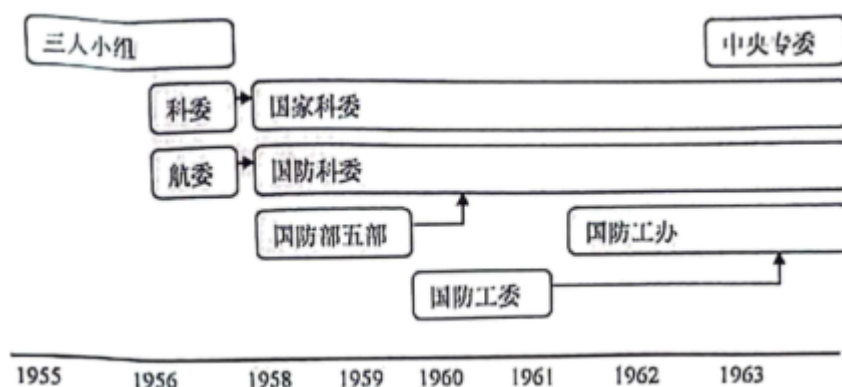 三人小组
中央专委
科委
国家科委
航委
国防科委
国防部五部
国防工办
国防工委
1955 1956 1958 1959 1960 1961 1962 1963